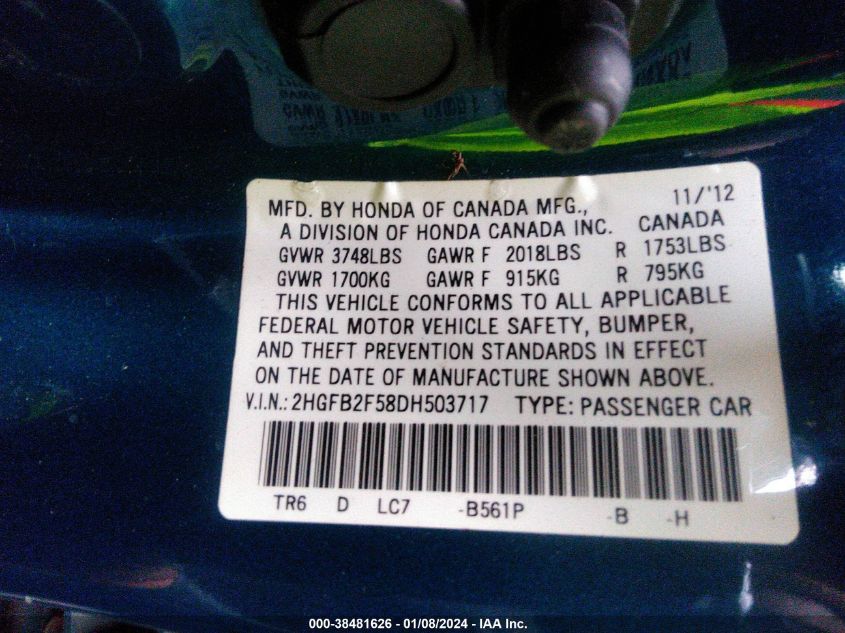 MFD. BY HONDA OF CANADA MFG., 11/'12
A DIVISION OF HONDA CANADA INC. CANADA
GVWR 3748LBS GAWR F 2018LBS R 1753LBS
GVWR 1700KG GAWR F 915KG R 795KG
THIS VEHICLE CONFORMS TO ALL APPLICABLE
FEDERAL MOTOR VEHICLE SAFETY, BUMPER,
AND THEFT PREVENTION STANDARDS IN EFFECT
ON THE DATE OF MANUFACTURE SHOWN ABOVE.
V.I.N.: 2HGFB2F58DH503717 TYPE: PASSENGER CAR
TR6 D LC7 -B561P -B -H
000-38481626 - 01/08/2024 - IAA Inc.